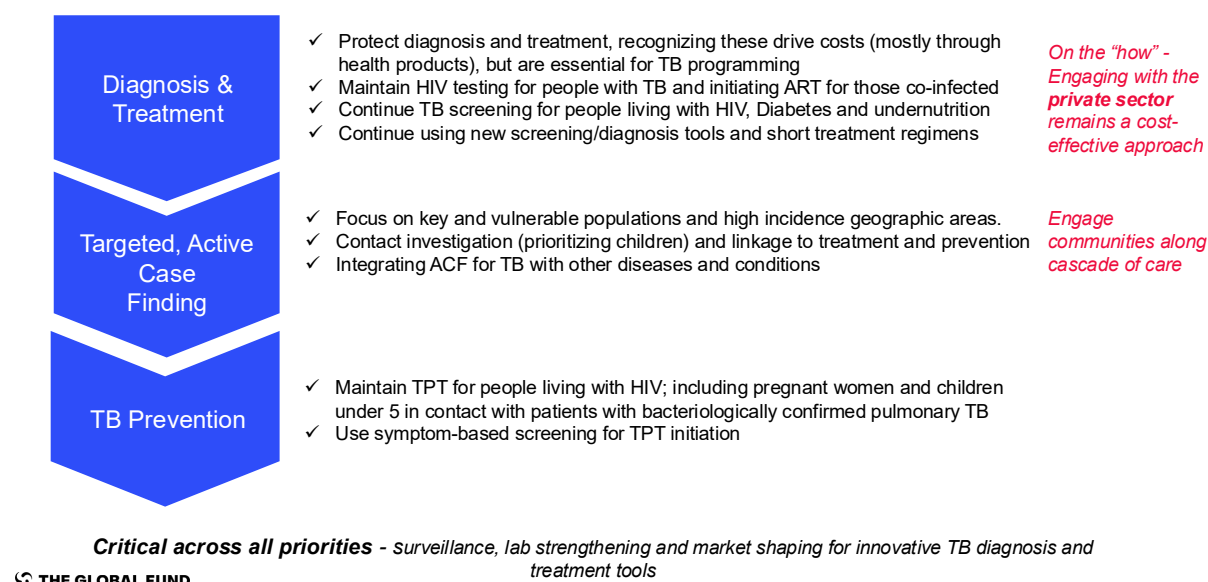 Diagnosis &
Treatment
✓ Protect diagnosis and treatment, recognizing these drive costs (mostly through
health products), but are essential for TB programming
✓ Maintain HIV testing for people with TB and initiating ART for those co-infected
✓ Continue TB screening for people living with HIV, Diabetes and undernutrition
✓ Continue using new screening/diagnosis tools and short treatment regimens
On the “how” -
Engaging with the
private sector
remains a cost-
effective approach
Targeted, Active
Case
Finding
✓ Focus on key and vulnerable populations and high incidence geographic areas.
✓ Contact investigation (prioritizing children) and linkage to treatment and prevention
✓ Integrating ACF for TB with other diseases and conditions
Engage
communities along
cascade of care
TB Prevention
✓ Maintain TPT for people living with HIV; including pregnant women and children
under 5 in contact with patients with bacteriologically confirmed pulmonary TB
✓ Use symptom-based screening for TPT initiation
Critical across all priorities - surveillance, lab strengthening and market shaping for innovative TB diagnosis and
treatment tools
THE GLOBAL FUND